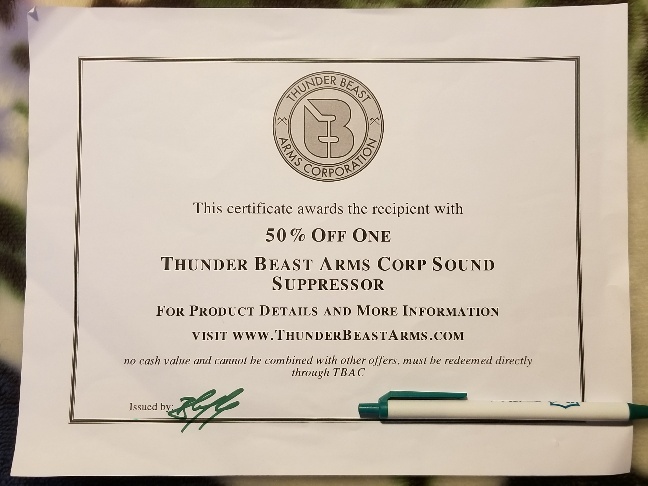 THUNDER BEAST
B
ARMS CORPORATION
This certificate awards the recipient with
50% OFF ONE
THUNDER BEAST ARMS CORP SOUND
SUPPRESSOR
FOR PRODUCT DETAILS AND MORE INFORMATION
VISIT WWW.THUNDERBEASTARMS.COM
no cash value and cannot be combined with other offers, must be redeemed directly
through TBAC
Issued by: